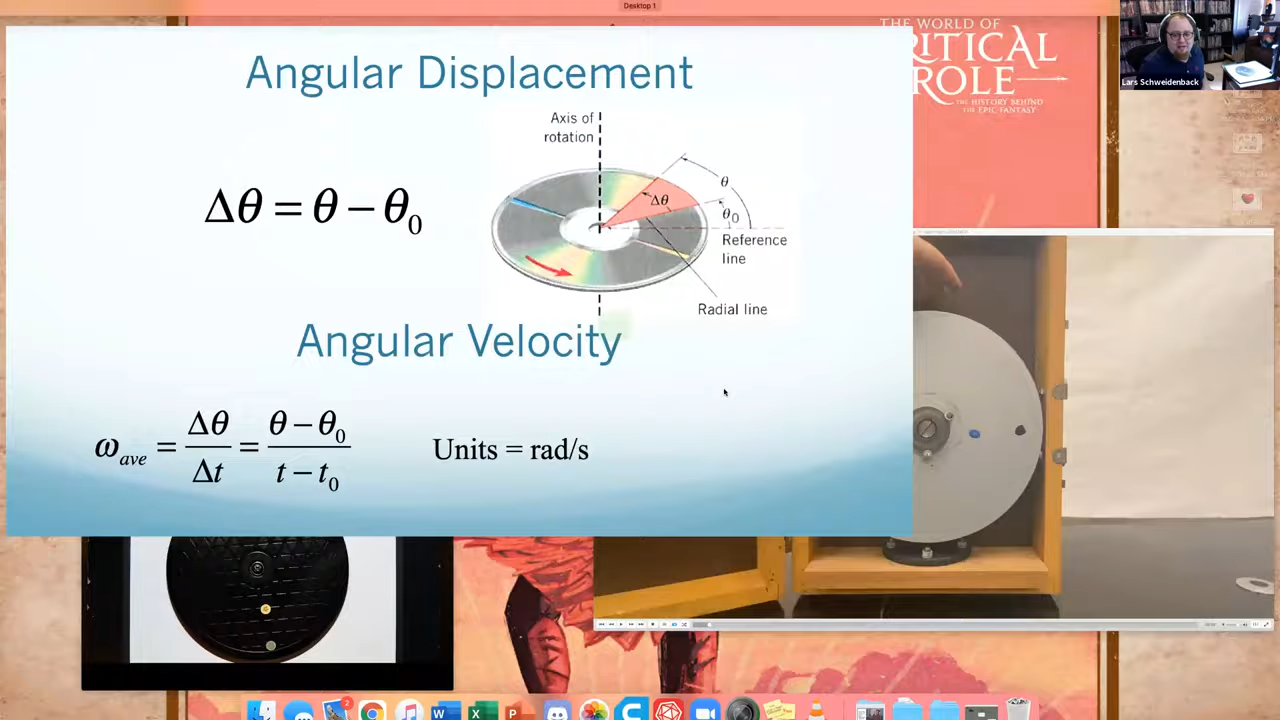 Desktop 1
THE WORLD OF
CRITICAL
ROLE
THE HISTORY BEHIND
THE EPIC FANTASY
Lars Schweidenback
Angular Displacement
Axis of
rotation
Δθ = θ − θ₀
θ
Δθ
θ₀
Reference
line
Radial line
Angular Velocity
ω_ave = Δθ/Δt = (θ − θ₀)/(t − t₀)
Units = rad/s
2